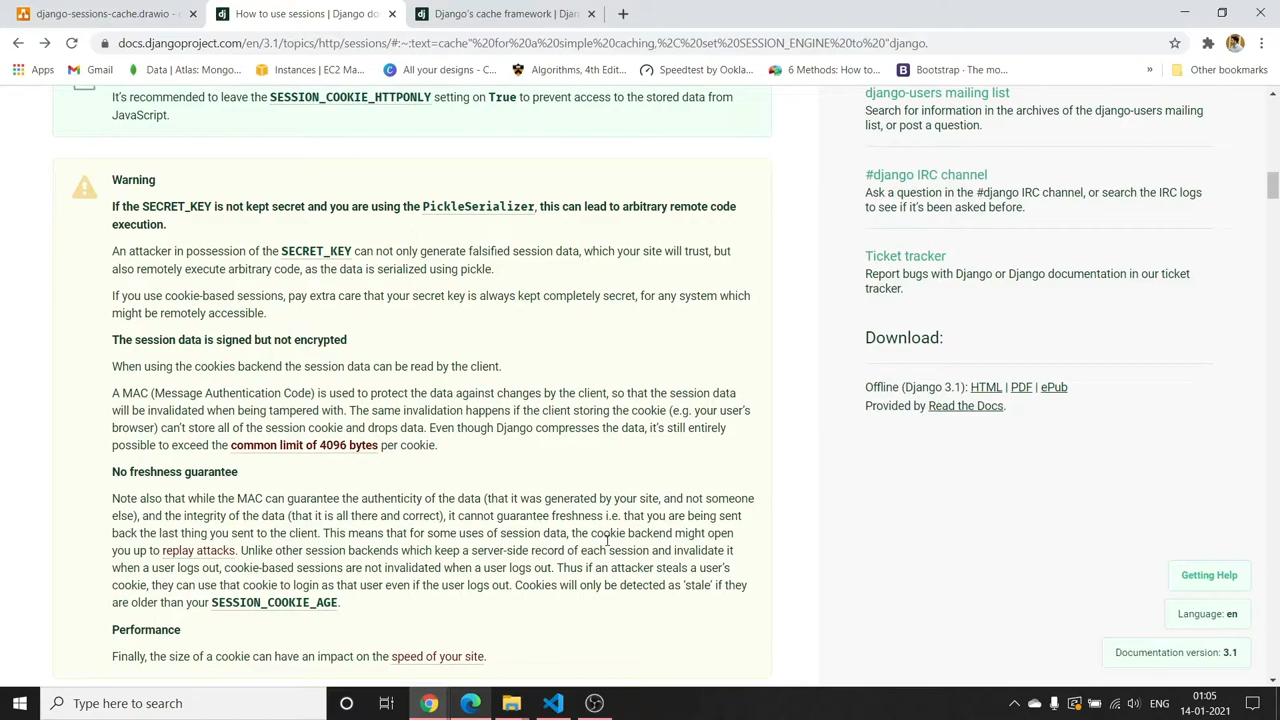 django-sessions-cache.drawio -
How to use sessions | Django do
Django's cache framework | Djan
docs.djangoproject.com/en/3.1/topics/http/sessions/#:~:text=cache"%20for%20a%20simple%20caching,%2C%20set%20SESSION_ENGINE%20to%20"django.
Apps
Gmail
Data | Atlas: Mongo...
Instances | EC2 Ma...
All your designs - C...
Algorithms, 4th Edit...
Speedtest by Ookla...
6 Methods: How to...
Bootstrap · The mo...
»
Other bookmarks
It's recommended to leave the SESSION_COOKIE_HTTPONLY setting on True to prevent access to the stored data from
JavaScript.
Warning
If the SECRET_KEY is not kept secret and you are using the PickleSerializer, this can lead to arbitrary remote code
execution.
An attacker in possession of the SECRET_KEY can not only generate falsified session data, which your site will trust, but
also remotely execute arbitrary code, as the data is serialized using pickle.
If you use cookie-based sessions, pay extra care that your secret key is always kept completely secret, for any system which
might be remotely accessible.
The session data is signed but not encrypted
When using the cookies backend the session data can be read by the client.
A MAC (Message Authentication Code) is used to protect the data against changes by the client, so that the session data
will be invalidated when being tampered with. The same invalidation happens if the client storing the cookie (e.g. your user's
browser) can't store all of the session cookie and drops data. Even though Django compresses the data, it's still entirely
possible to exceed the common limit of 4096 bytes per cookie.
No freshness guarantee
Note also that while the MAC can guarantee the authenticity of the data (that it was generated by your site, and not someone
else), and the integrity of the data (that it is all there and correct), it cannot guarantee freshness i.e. that you are being sent
back the last thing you sent to the client. This means that for some uses of session data, the cookie backend might open
you up to replay attacks. Unlike other session backends which keep a server-side record of each session and invalidate it
when a user logs out, cookie-based sessions are not invalidated when a user logs out. Thus if an attacker steals a user's
cookie, they can use that cookie to login as that user even if the user logs out. Cookies will only be detected as 'stale' if they
are older than your SESSION_COOKIE_AGE.
Performance
Finally, the size of a cookie can have an impact on the speed of your site.
django-users mailing list
Search for information in the archives of the django-users mailing
list, or post a question.
#django IRC channel
Ask a question in the #django IRC channel, or search the IRC logs
to see if it's been asked before.
Ticket tracker
Report bugs with Django or Django documentation in our ticket
tracker.
Download:
Offline (Django 3.1): HTML | PDF | ePub
Provided by Read the Docs.
Getting Help
Language: en
Documentation version: 3.1
Type here to search
ENG
01:05
14-01-2021